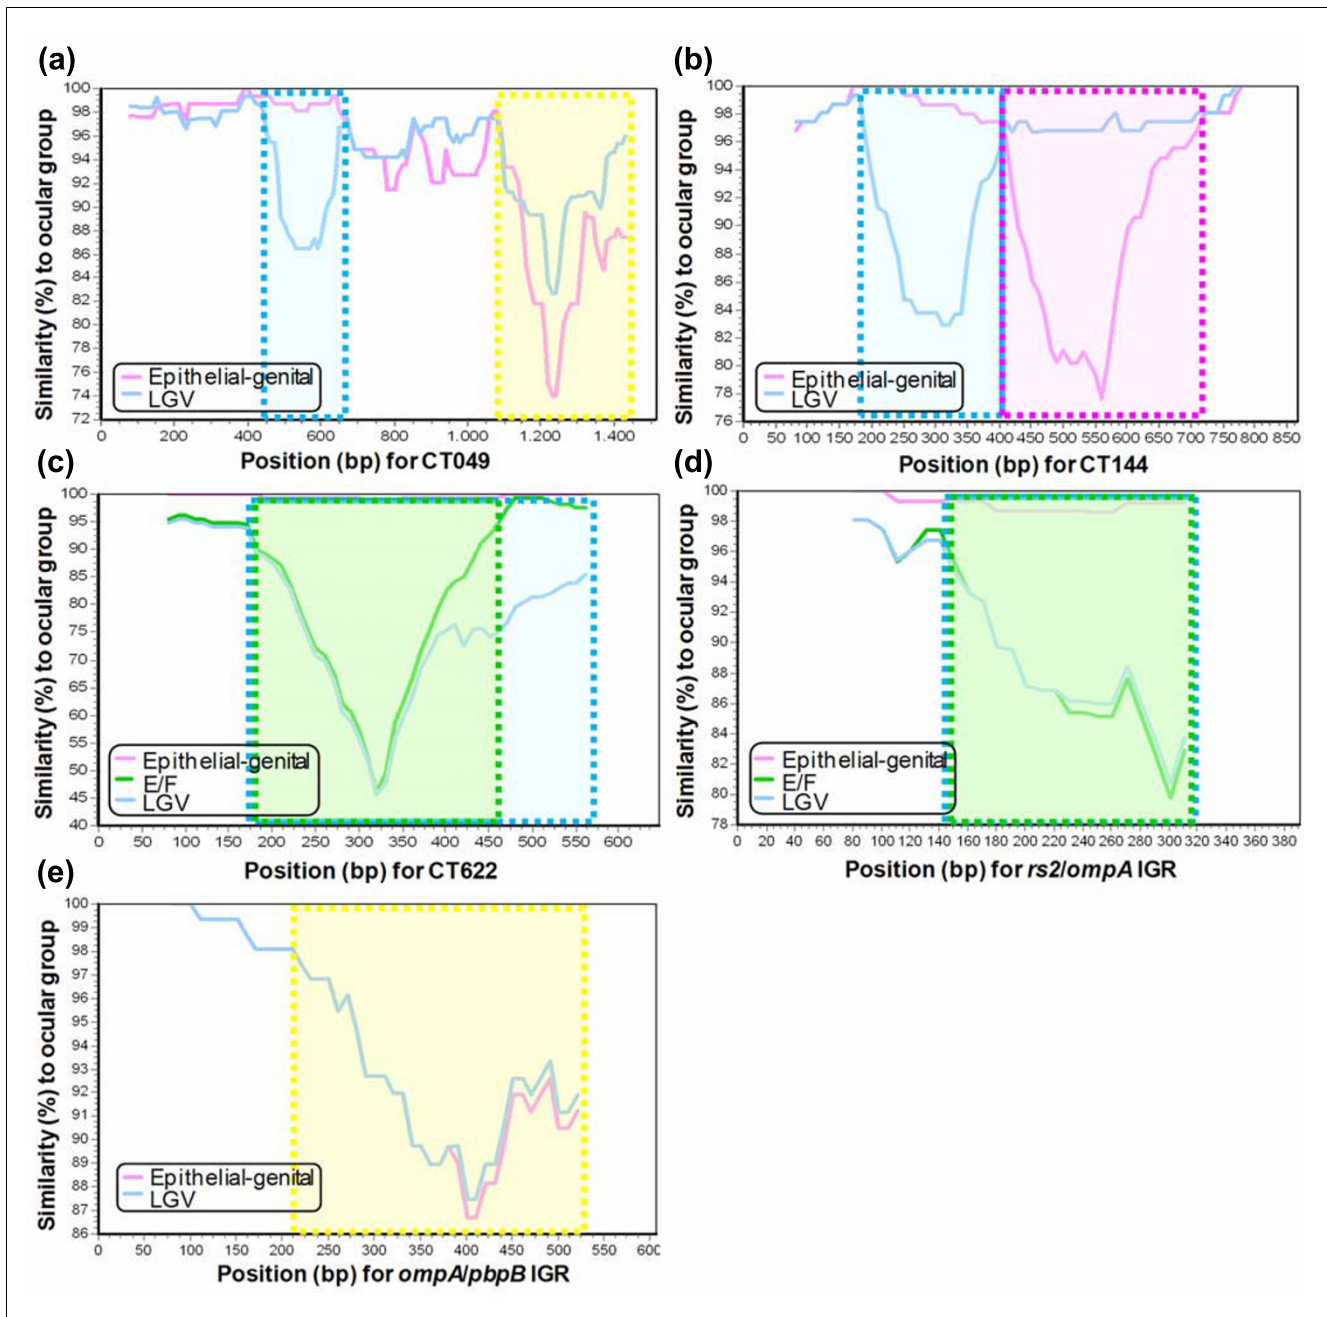 (a)
Similarity (%) to ocular group
100
98
96
94
92
90
88
86
84
82
80
78
76
74
72
Epithelial-genital
LGV
0 200 400 600 800 1.000 1.200 1.400
Position (bp) for CT049
(b)
Similarity (%) to ocular group
100
98
96
94
92
90
88
86
84
82
80
78
76
Epithelial-genital
LGV
0 50 100 150 200 250 300 350 400 450 500 550 600 650 700 750 800 850
Position (bp) for CT144
(c)
Similarity (%) to ocular group
100
95
90
85
80
75
70
65
60
55
50
45
40
Epithelial-genital
E/F
LGV
0 50 100 150 200 250 300 350 400 450 500 550 600
Position (bp) for CT622
(d)
Similarity (%) to ocular group
100
98
96
94
92
90
88
86
84
82
80
78
Epithelial-genital
E/F
LGV
0 20 40 60 80 100 120 140 160 180 200 220 240 260 280 300 320 340 360 380
Position (bp) for rs2/ompA IGR
(e)
Similarity (%) to ocular group
100
99
98
97
96
95
94
93
92
91
90
89
88
87
86
Epithelial-genital
LGV
0 50 100 150 200 250 300 350 400 450 500 550 600
Position (bp) for ompA/pbpB IGR